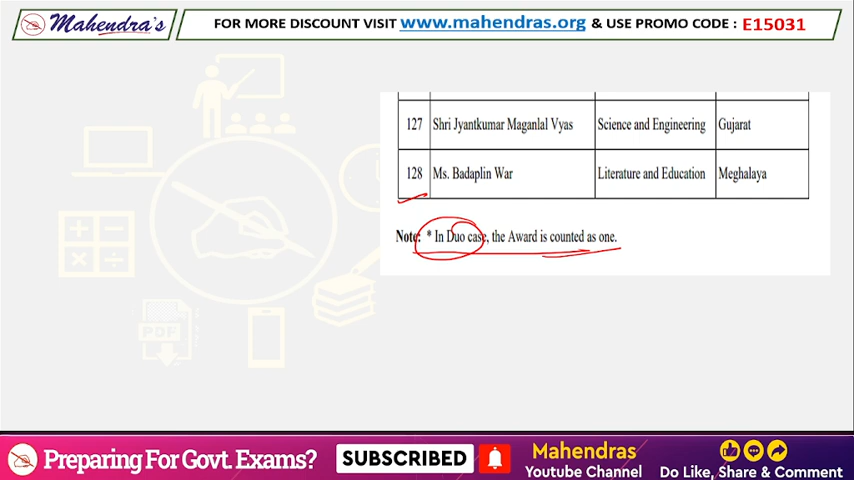 Mahendra's
FOR MORE DISCOUNT VISIT www.mahendras.org & USE PROMO CODE : E15031
127 Shri Jyantkumar Maganlal Vyas Science and Engineering Gujarat
128 Ms. Badaplin War Literature and Education Meghalaya
Note: * In Duo case, the Award is counted as one.
PDF
Preparing For Govt. Exams?
SUBSCRIBED
Mahendras
Youtube Channel
Do Like, Share & Comment